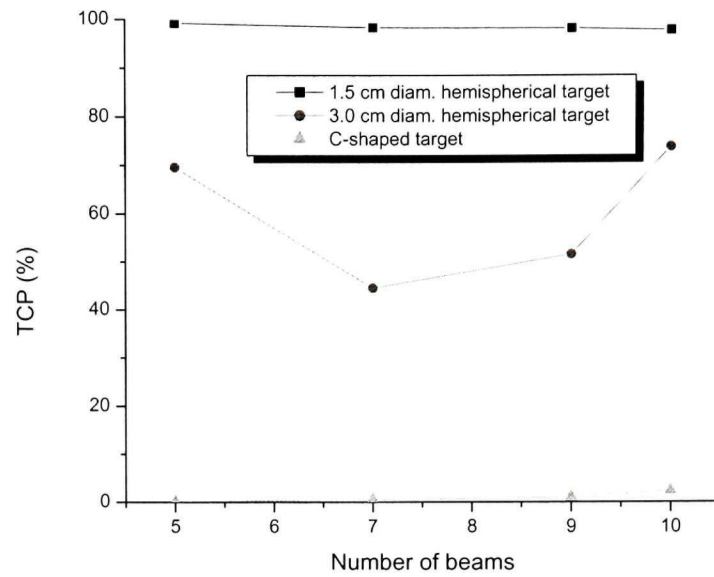 100
80
60
40
20
0
TCP (%)
1.5 cm diam. hemispherical target
3.0 cm diam. hemispherical target
C-shaped target
5 6 7 8 9 10
Number of beams